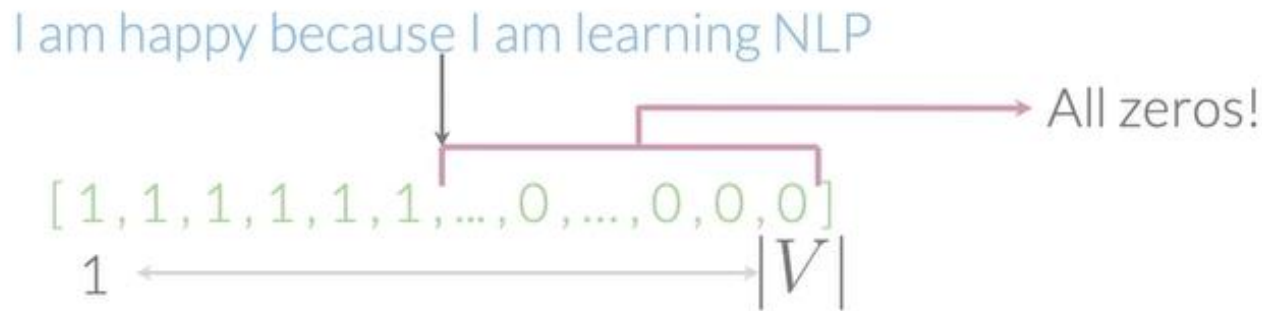 I am happy because I am learning NLP
All zeros!
[ 1 , 1 , 1 , 1 , 1 , 1 , ... , 0 , ... , 0 , 0 , 0 ]
1 |V|